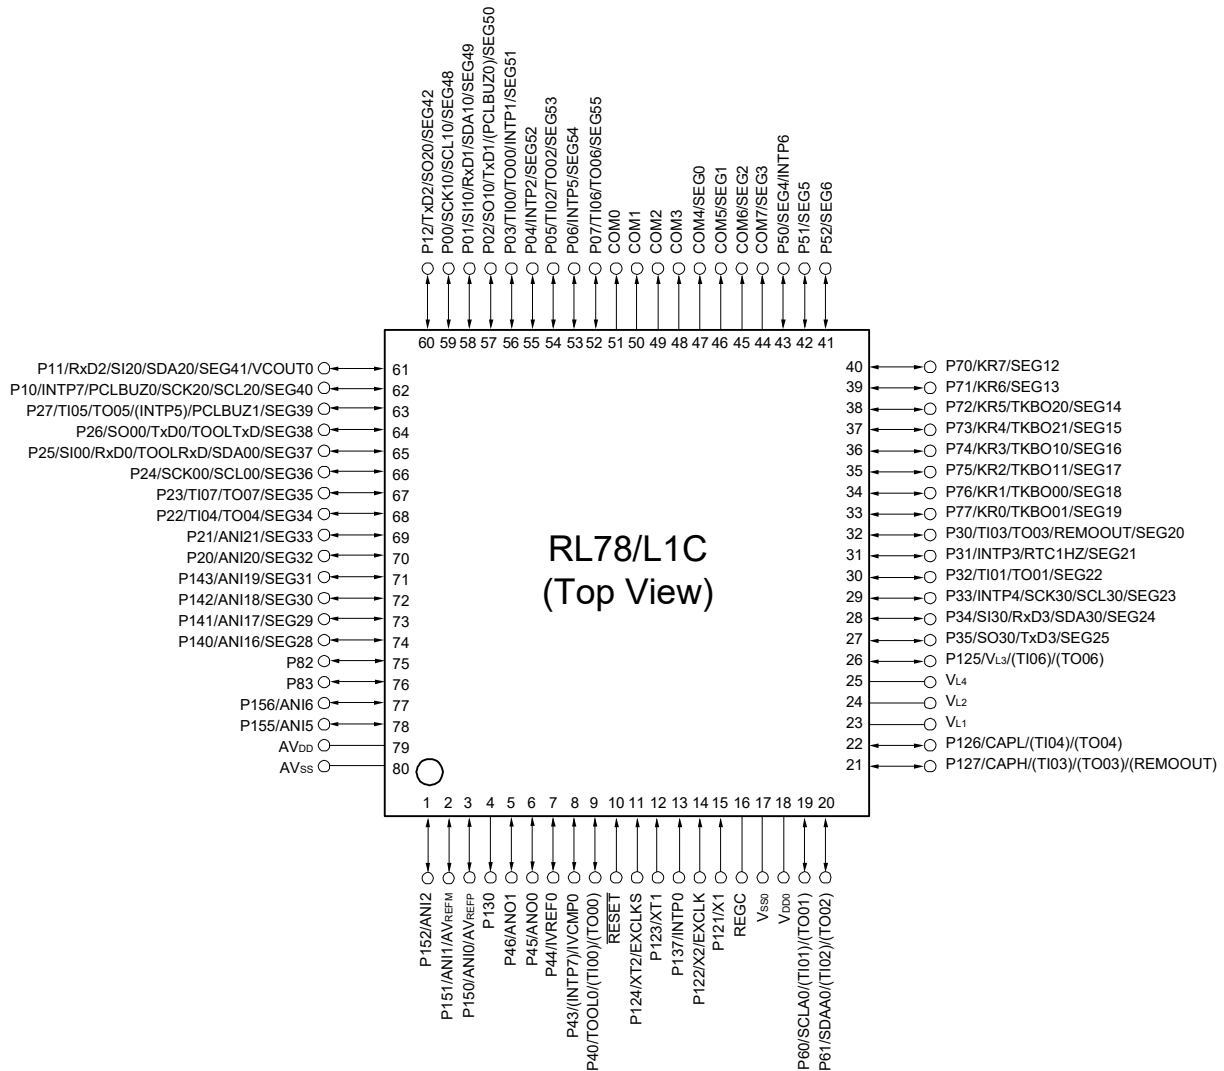 P12/TxD2/SO20/SEG42
P00/SCK10/SCL10/SEG48
P01/SI10/RxD1/SDA10/SEG49
P02/SO10/TxD1/(PCLBUZ0)/SEG50
P03/TI00/TO00/INTP1/SEG51
P04/INTP2/SEG52
P05/TI02/TO02/SEG53
P06/INTP5/SEG54
P07/TI06/TO06/SEG55
COM0
COM1
COM2
COM3
COM4/SEG0
COM5/SEG1
COM6/SEG2
COM7/SEG3
P50/SEG4/INTP6
P51/SEG5
P52/SEG6
60 59 58 57 56 55 54 53 52 51 50 49 48 47 46 45 44 43 42 41
P11/RxD2/SI20/SDA20/SEG41/VCOUT0 61
P10/INTP7/PCLBUZ0/SCK20/SCL20/SEG40 62
P27/TI05/TO05/(INTP5)/PCLBUZ1/SEG39 63
P26/SO00/TxD0/TOOLTxD/SEG38 64
P25/SI00/RxD0/TOOLRxD/SDA00/SEG37 65
P24/SCK00/SCL00/SEG36 66
P23/TI07/TO07/SEG35 67
P22/TI04/TO04/SEG34 68
P21/ANI21/SEG33 69
P20/ANI20/SEG32 70
P143/ANI19/SEG31 71
P142/ANI18/SEG30 72
P141/ANI17/SEG29 73
P140/ANI16/SEG28 74
P82 75
P83 76
P156/ANI6 77
P155/ANI5 78
AVDD 79
AVSS 80
RL78/L1C
(Top View)
40 P70/KR7/SEG12
39 P71/KR6/SEG13
38 P72/KR5/TKBO20/SEG14
37 P73/KR4/TKBO21/SEG15
36 P74/KR3/TKBO10/SEG16
35 P75/KR2/TKBO11/SEG17
34 P76/KR1/TKBO00/SEG18
33 P77/KR0/TKBO01/SEG19
32 P30/TI03/TO03/REMOOUT/SEG20
31 P31/INTP3/RTC1HZ/SEG21
30 P32/TI01/TO01/SEG22
29 P33/INTP4/SCK30/SCL30/SEG23
28 P34/SI30/RxD3/SDA30/SEG24
27 P35/SO30/TxD3/SEG25
26 P125/VL3/(TI06)/(TO06)
25 VL4
24 VL2
23 VL1
22 P126/CAPL/(TI04)/(TO04)
21 P127/CAPH/(TI03)/(TO03)/(REMOOUT)
1 2 3 4 5 6 7 8 9 10 11 12 13 14 15 16 17 18 19 20
P152/ANI2
P151/ANI1/AVREFM
P150/ANI0/AVREFP
P130
P46/ANO1
P45/ANO0
P44/IVREF0
P43/(INTP7)/IVCMP0
P40/TOOL0/(TI00)/(TO00)
RESET
P124/XT2/EXCLKS
P123/XT1
P137/INTP0
P122/X2/EXCLK
P121/X1
REGC
VSS0
VDD0
P60/SCLA0/(TI01)/(TO01)
P61/SDAA0/(TI02)/(TO02)